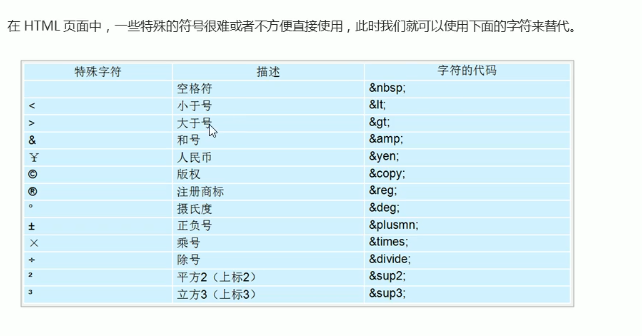 在 HTML 页面中，一些特殊的符号很难或者不方便直接使用，此时我们就可以使用下面的字符来替代。
特殊字符 描述 字符的代码
空格符 &nbsp;
< 小于号 &lt;
> 大于号 &gt;
& 和号 &amp;
￥ 人民币 &yen;
© 版权 &copy;
® 注册商标 &reg;
° 摄氏度 &deg;
± 正负号 &plusmn;
× 乘号 &times;
÷ 除号 &divide;
² 平方2（上标2） &sup2;
³ 立方3（上标3） &sup3;